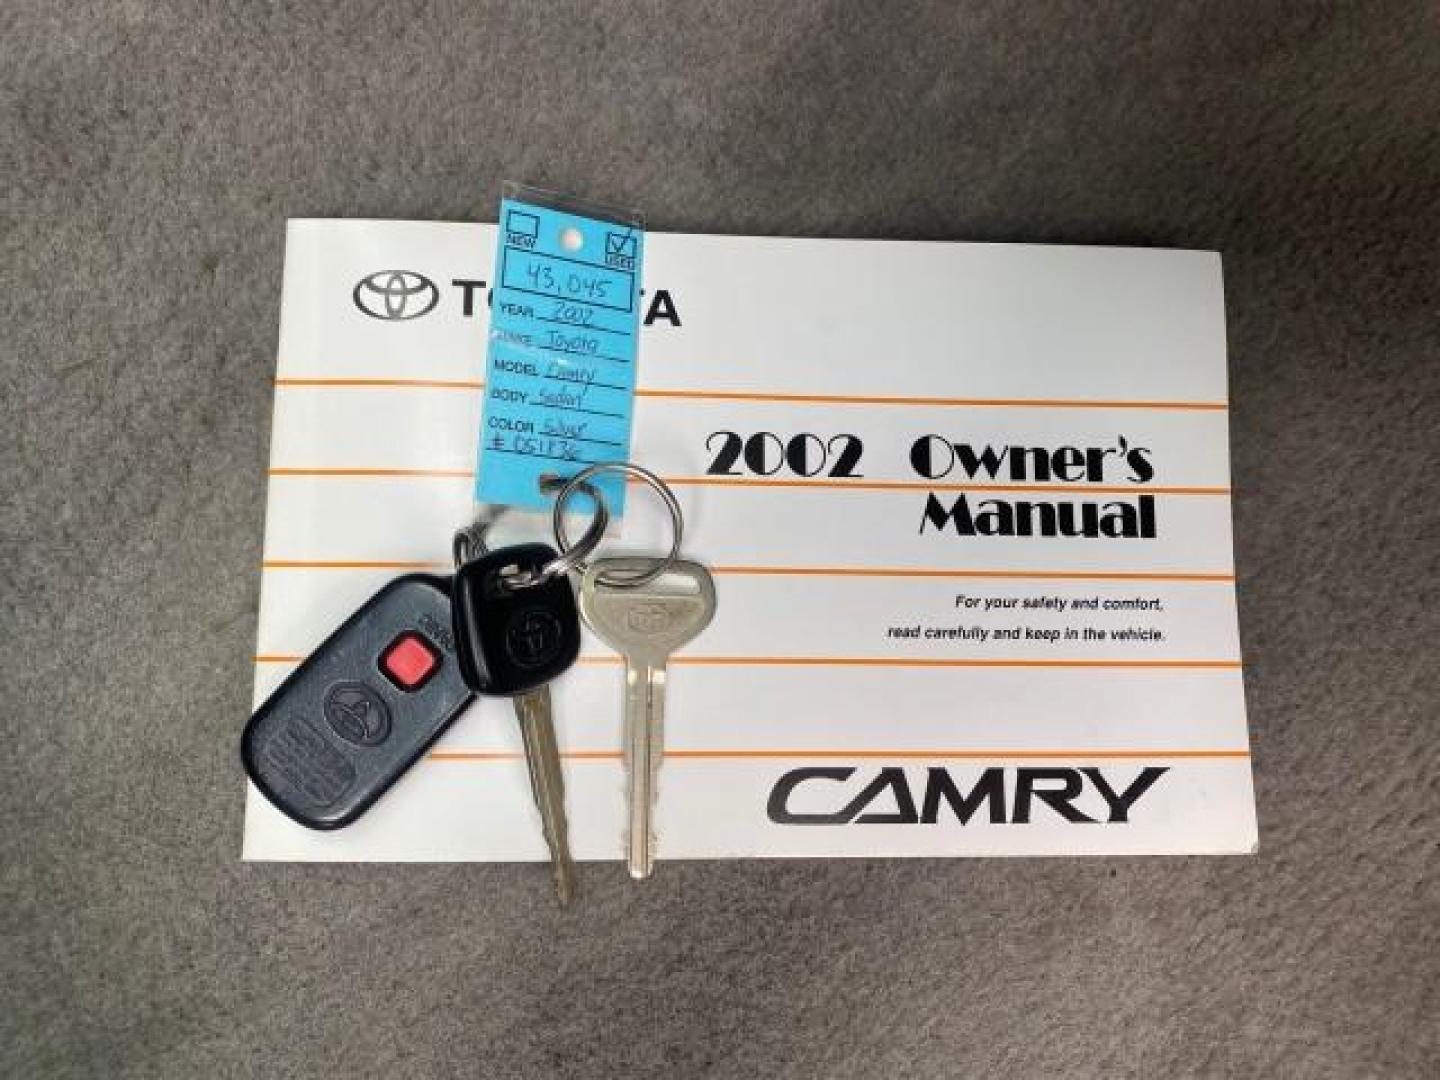 NEW USED
43,045
YEAR 2002
MAKE Toyota
MODEL Camry
BODY Sedan
COLOR Silver
TOYOTA
2002 Owner's
Manual
For your safety and comfort,
read carefully and keep in the vehicle.
PANIC
CAMRY